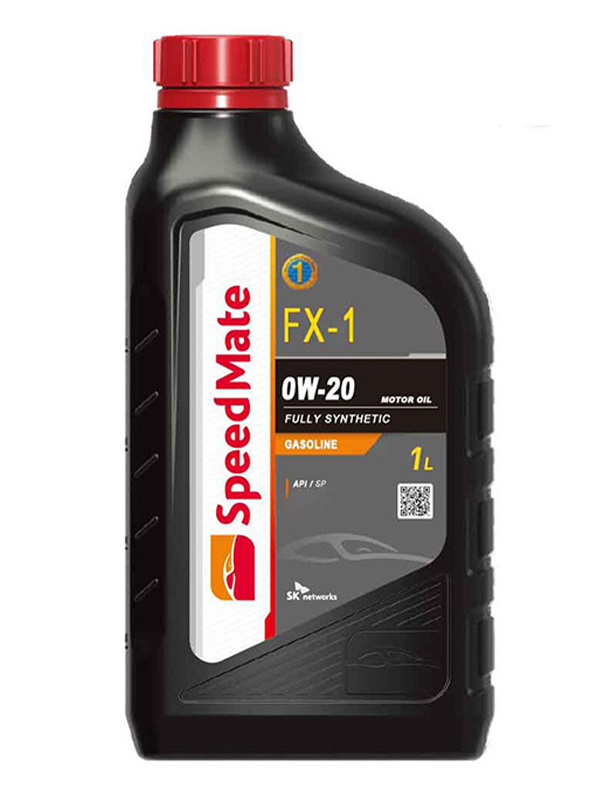 SpeedMate
1
FX-1
0W-20
MOTOR OIL
FULLY SYNTHETIC
GASOLINE
1L
API / SP
SK networks